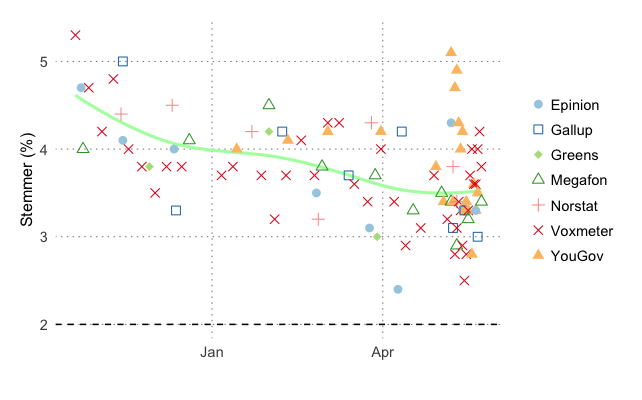 5
4
3
2
Stemmer (%)
Jan
Apr
Epinion
Gallup
Greens
Megafon
Norstat
Voxmeter
YouGov